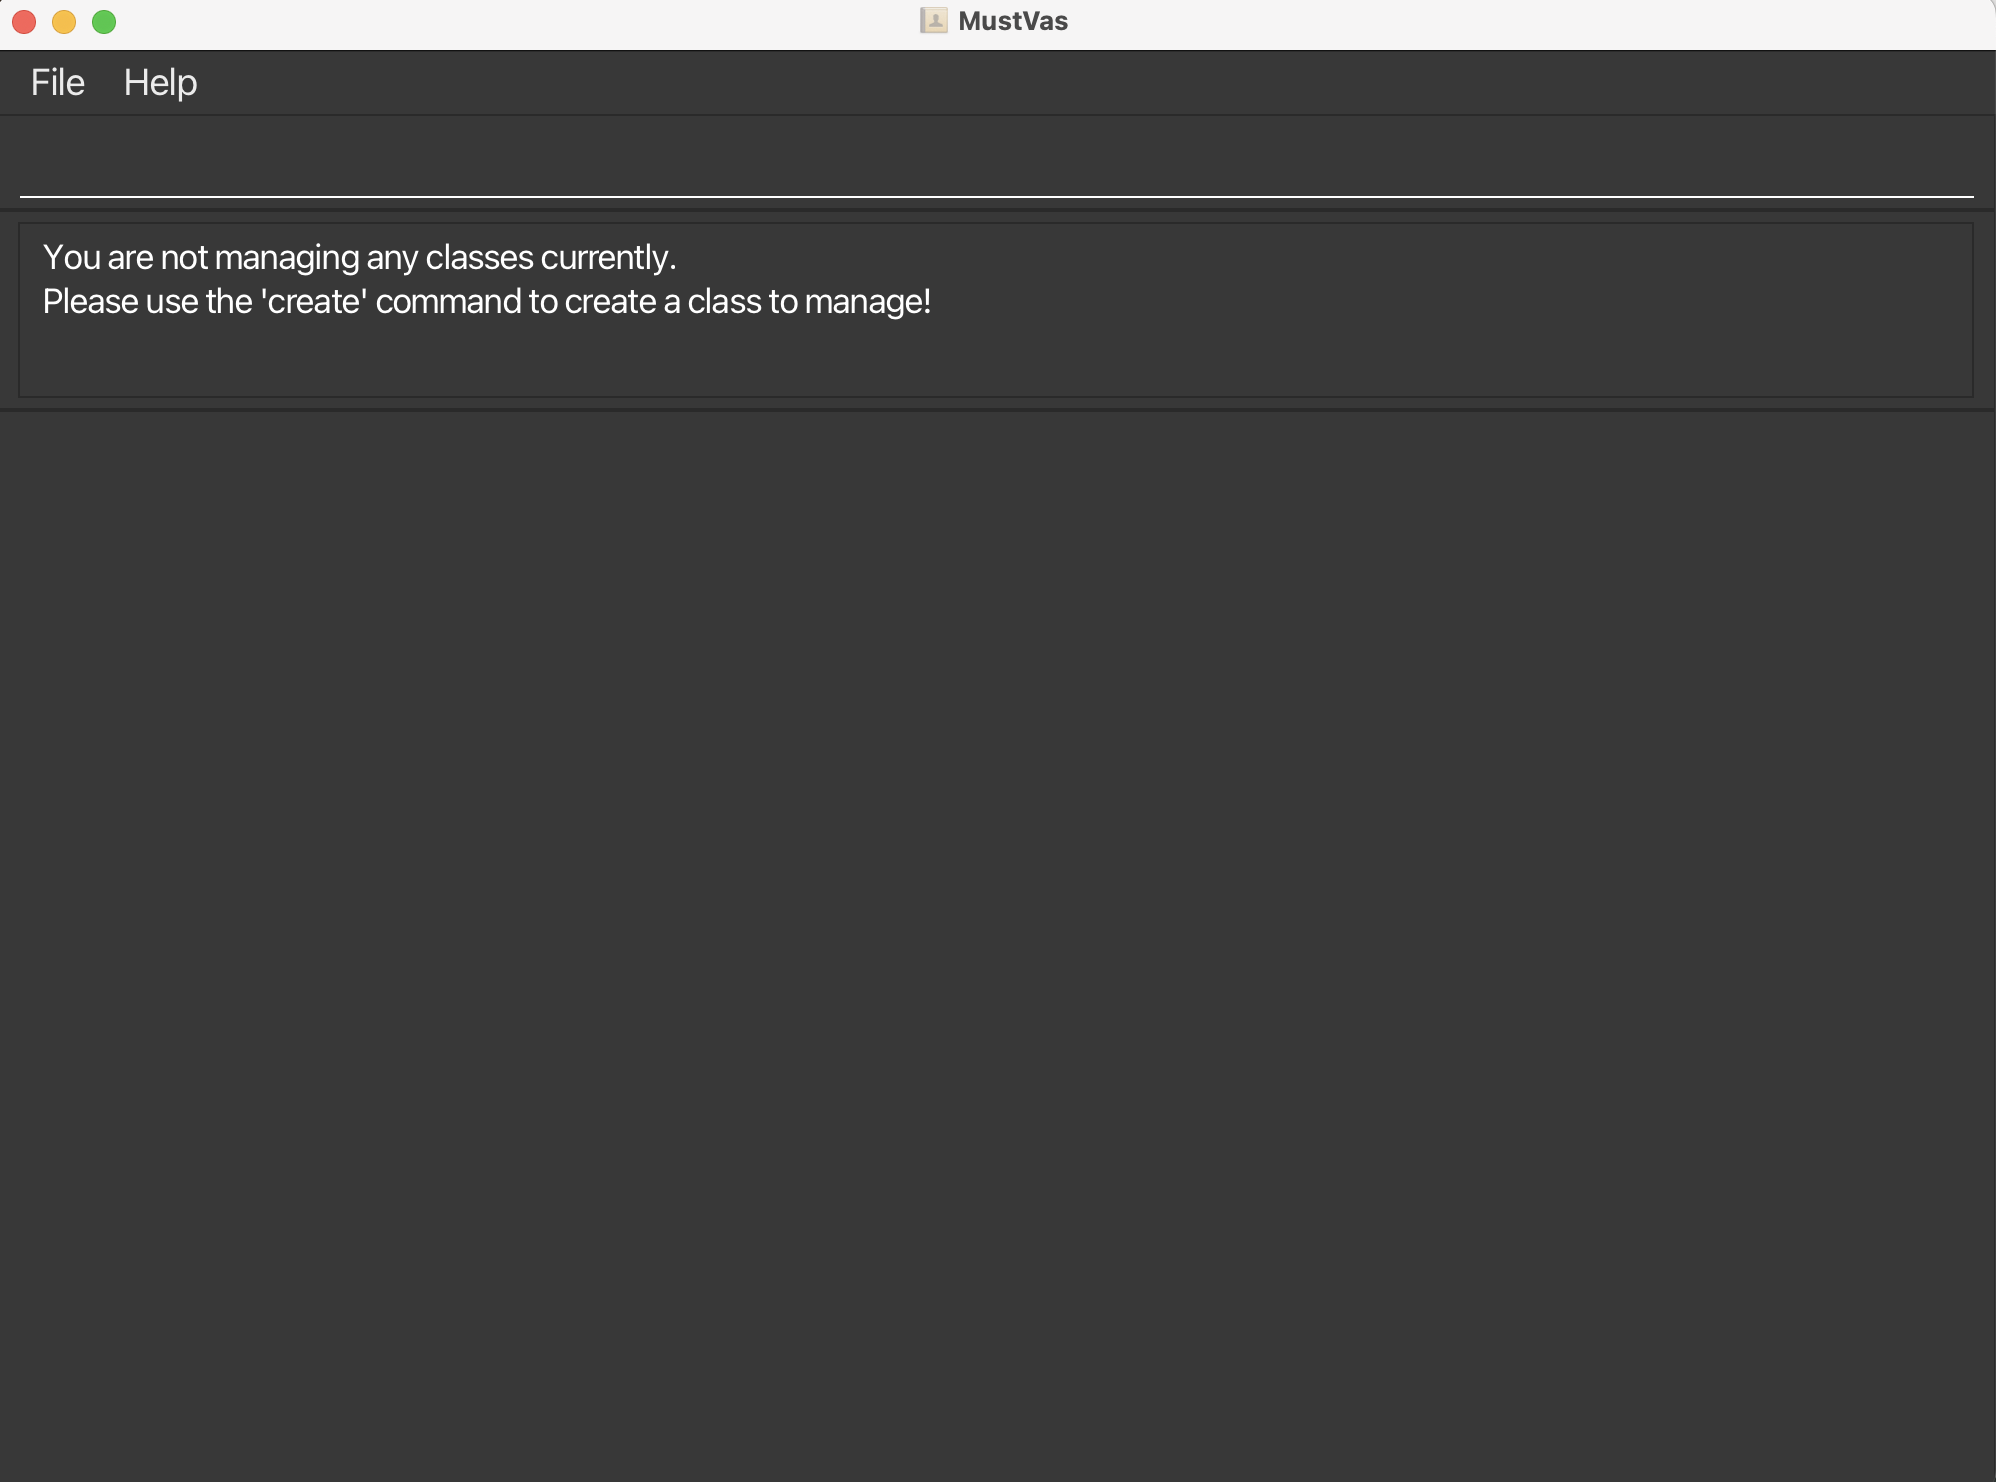 MustVas
File Help
You are not managing any classes currently.
Please use the 'create' command to create a class to manage!